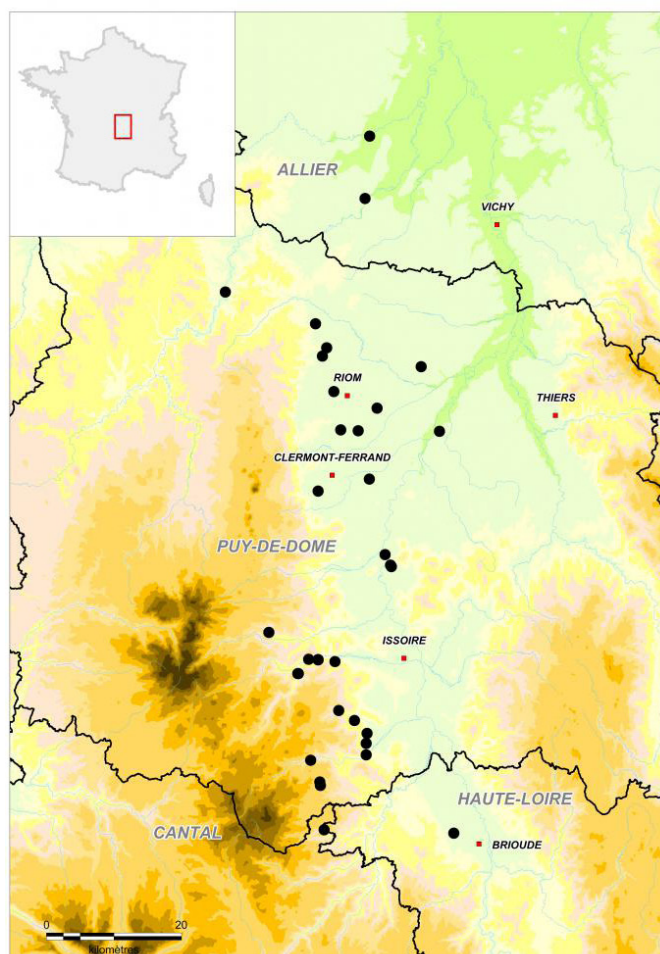 ALLIER
VICHY
RIOM
THIERS
CLERMONT-FERRAND
PUY-DE-DOME
ISSOIRE
HAUTE-LOIRE
CANTAL
BRIOUDE
0 20
kilomètres